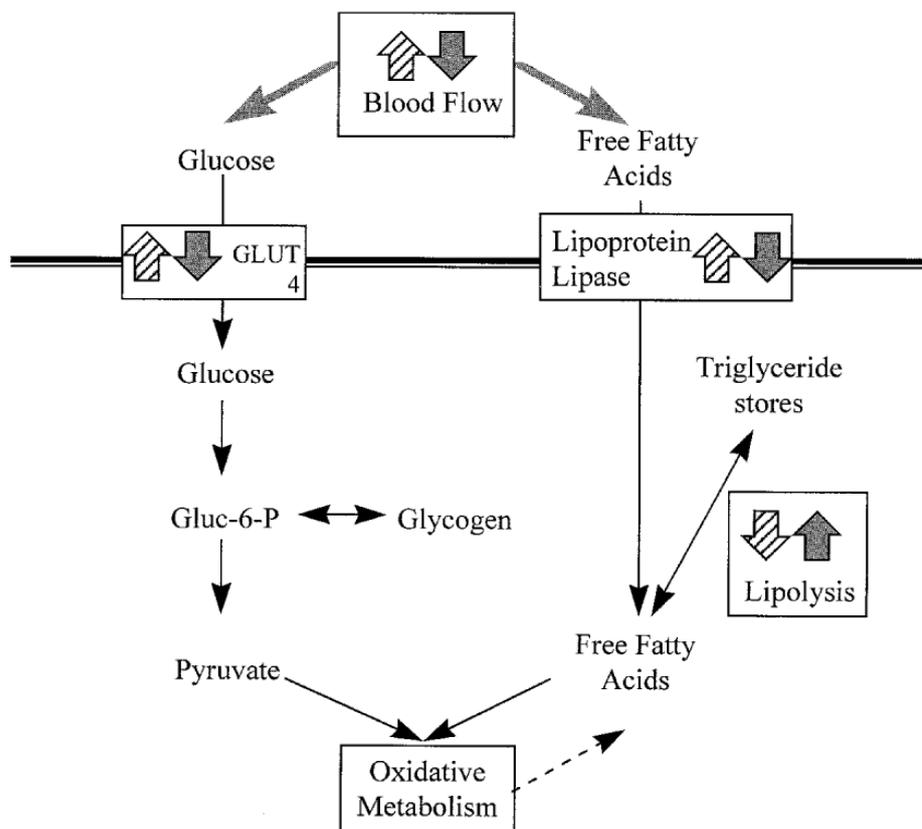 Blood Flow
Glucose
Free Fatty
Acids
GLUT
4
Lipoprotein
Lipase
Glucose
Triglyceride
stores
Gluc-6-P
Glycogen
Lipolysis
Pyruvate
Free Fatty
Acids
Oxidative
Metabolism